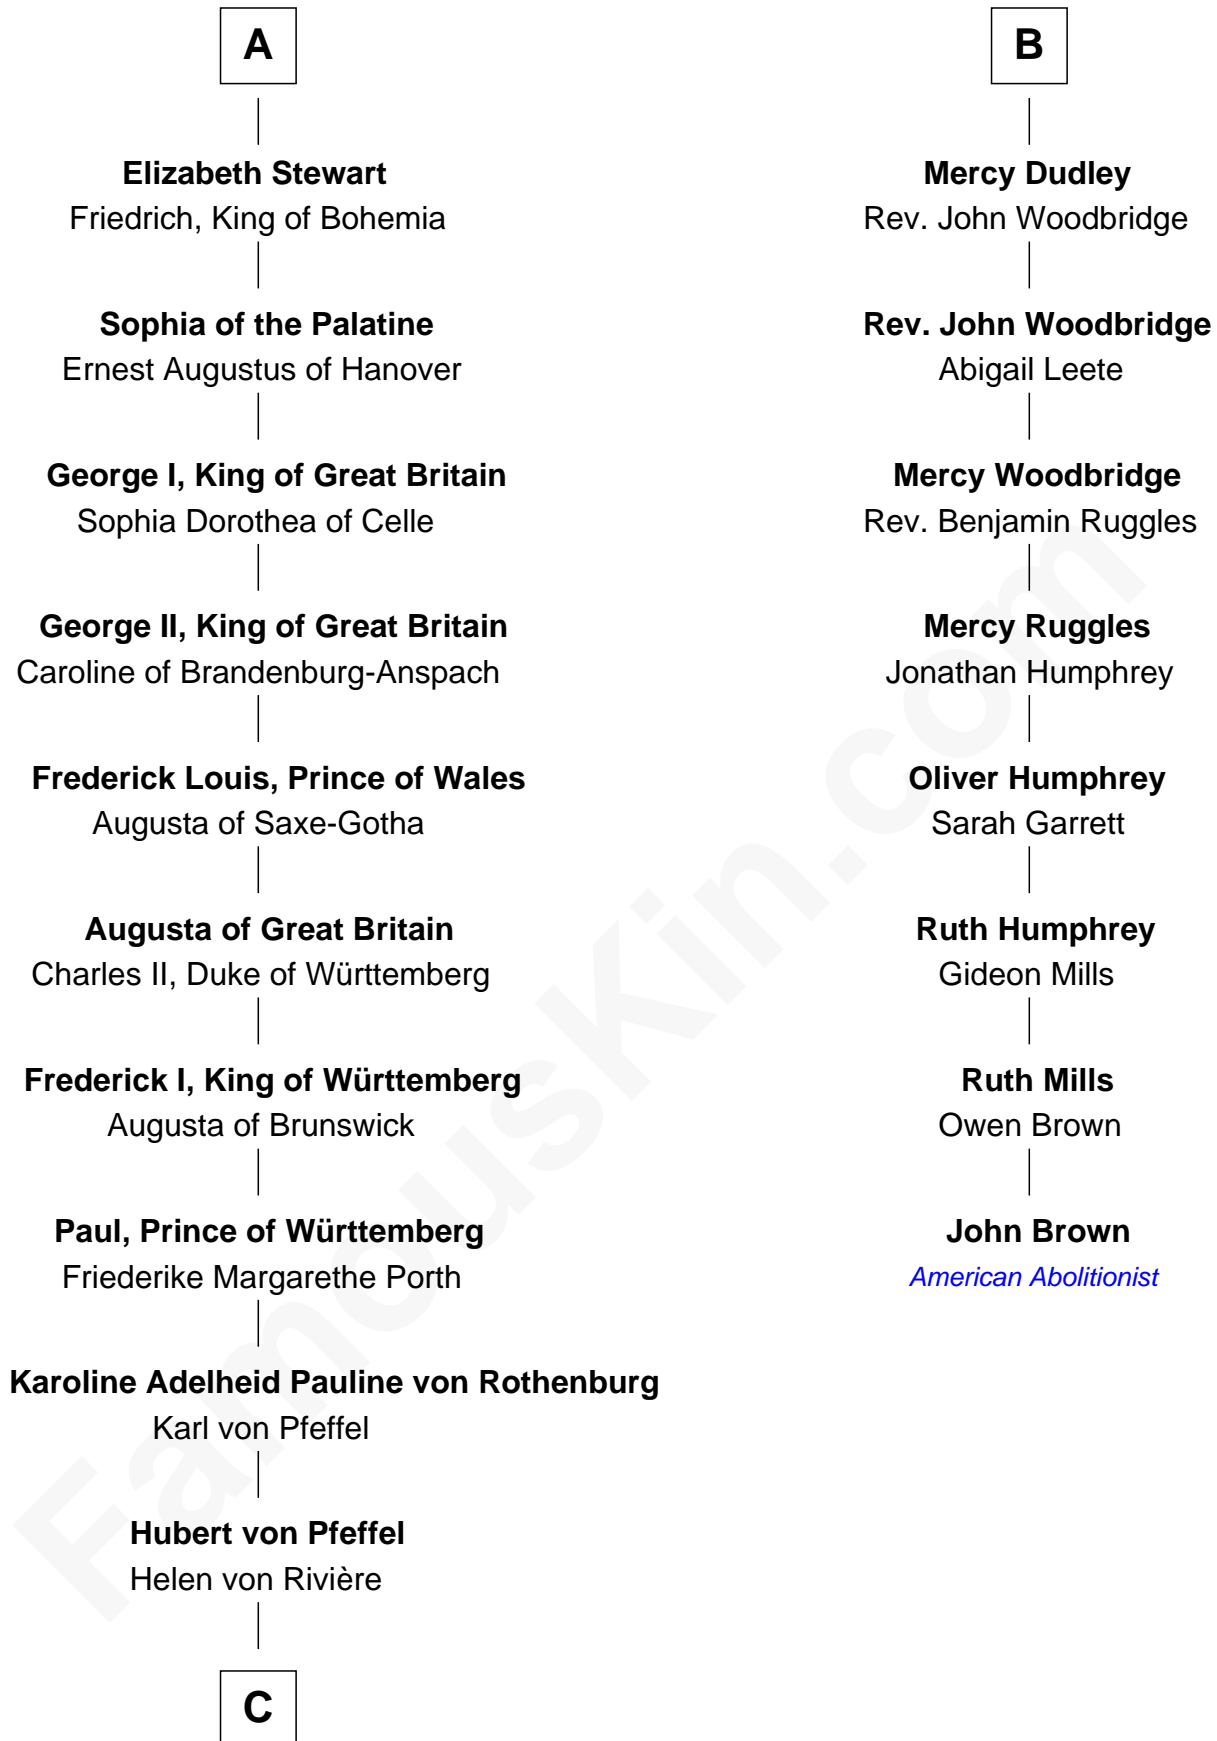 A
Elizabeth Stewart
Friedrich, King of Bohemia
Sophia of the Palatine
Ernest Augustus of Hanover
George I, King of Great Britain
Sophia Dorothea of Celle
George II, King of Great Britain
Caroline of Brandenburg-Anspach
Frederick Louis, Prince of Wales
Augusta of Saxe-Gotha
Augusta of Great Britain
Charles II, Duke of Württemberg
Frederick I, King of Württemberg
Augusta of Brunswick
Paul, Prince of Württemberg
Friederike Margarethe Porth
Karoline Adelheid Pauline von Rothenburg
Karl von Pfeffel
Hubert von Pfeffel
Helen von Rivière
C
B
Mercy Dudley
Rev. John Woodbridge
Rev. John Woodbridge
Abigail Leete
Mercy Woodbridge
Rev. Benjamin Ruggles
Mercy Ruggles
Jonathan Humphrey
Oliver Humphrey
Sarah Garrett
Ruth Humphrey
Gideon Mills
Ruth Mills
Owen Brown
John Brown
American Abolitionist
FamousKin.com